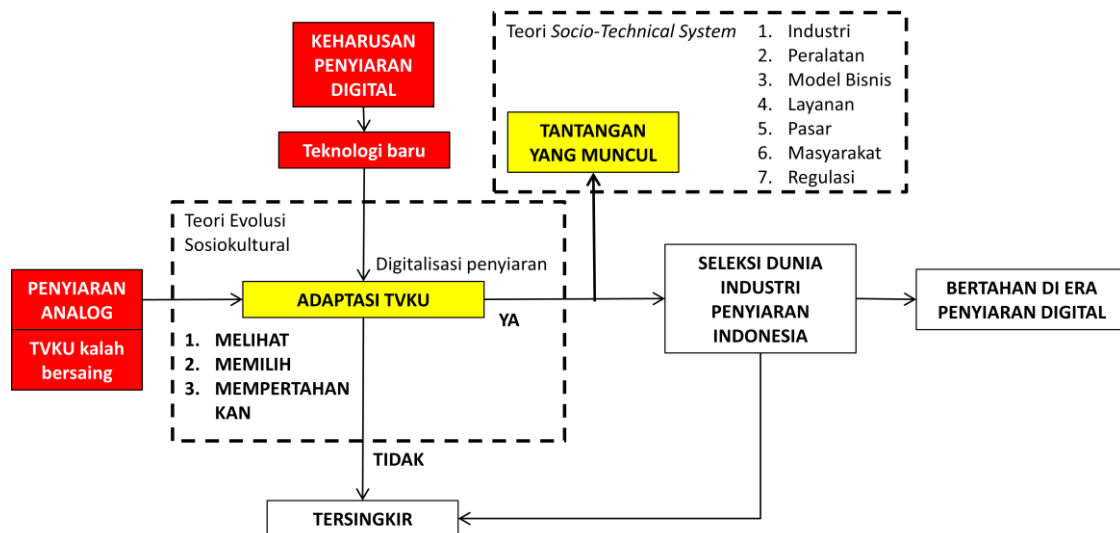 KEHARUSAN
PENYIARAN
DIGITAL
Teknologi baru
Teori Socio-Technical System
1. Industri
2. Peralatan
3. Model Bisnis
4. Layanan
5. Pasar
6. Masyarakat
7. Regulasi
TANTANGAN
YANG MUNCUL
Teori Evolusi
Sosiokultural
Digitalisasi penyiaran
PENYIARAN
ANALOG
TVKU kalah
bersaing
ADAPTASI TVKU
YA
1. MELIHAT
2. MEMILIH
3. MEMPERTAHAN
KAN
SELEKSI DUNIA
INDUSTRI
PENYIARAN
INDONESIA
BERTAHAN DI ERA
PENYIARAN DIGITAL
TIDAK
TERSINGKIR